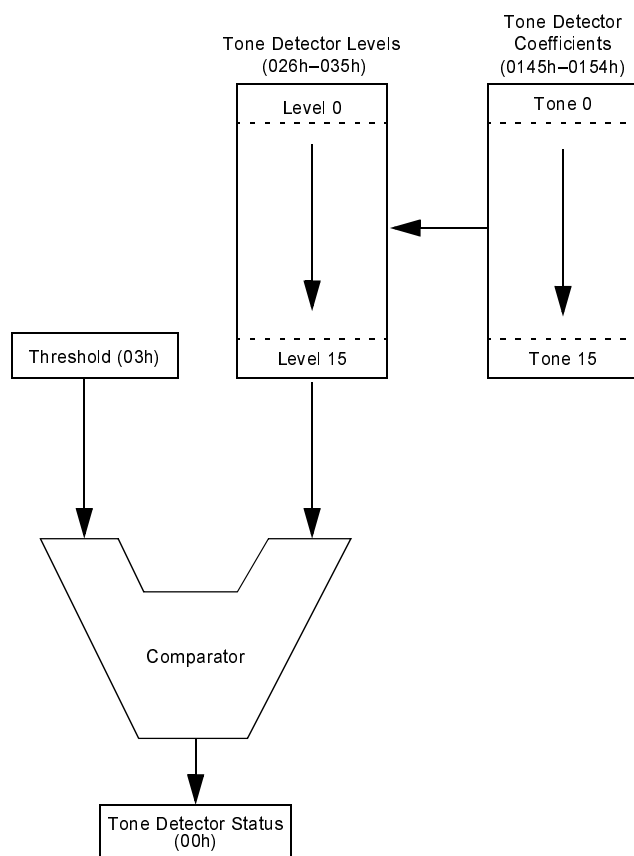 Tone Detector Levels
(026h–035h)
Tone Detector
Coefficients
(0145h–0154h)
Level 0
Tone 0
Threshold (03h)
Level 15
Tone 15
Comparator
Tone Detector Status
(00h)